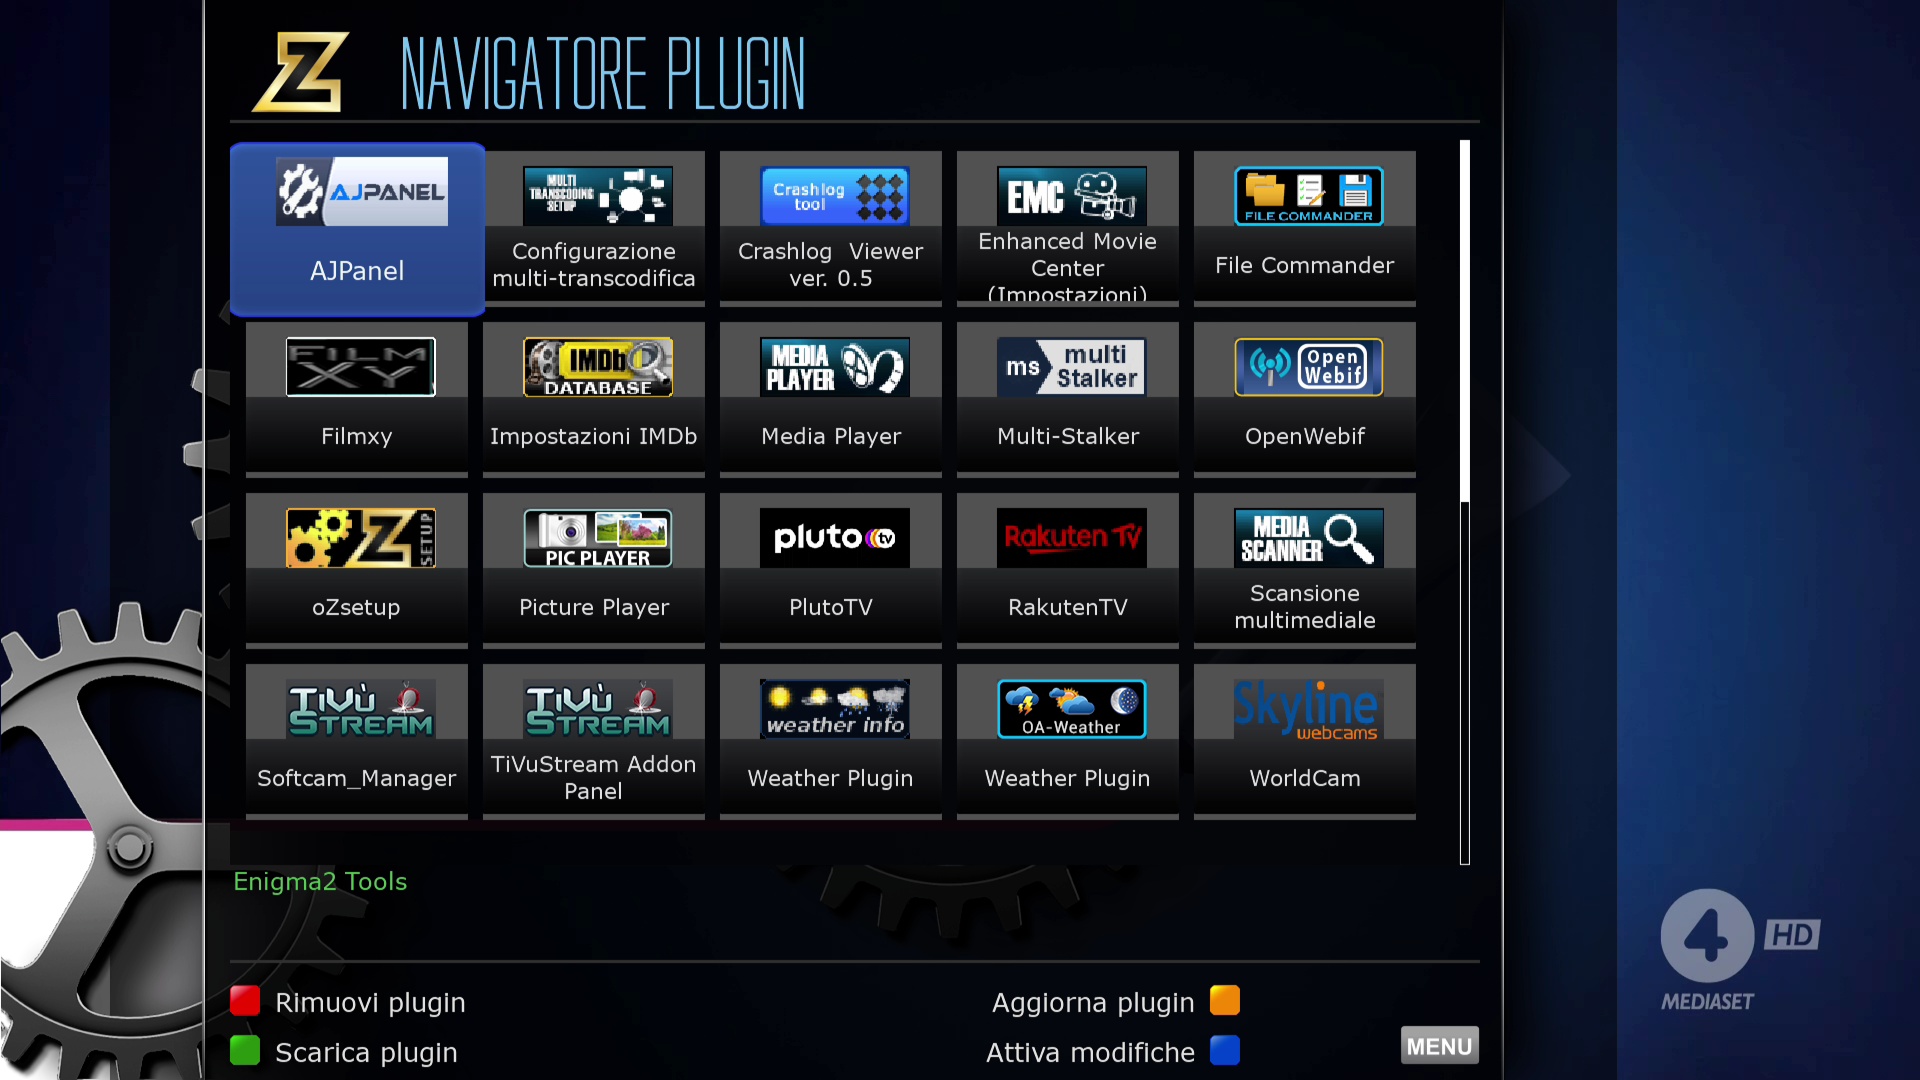 Z NAVIGATORE PLUGIN
AJPANEL
MULTI
TRANSCODING
SETUP
Crashlog
tool
EMC
FILE COMMANDER
AJPanel
Configurazione
multi-transcodifica
Crashlog Viewer
ver. 0.5
Enhanced Movie
Center
(Impostazioni)
File Commander
FILM
XY
IMDb
DATABASE
MEDIA
PLAYER
ms multi
Stalker
Open
Webif
Filmxy
Impostazioni IMDb
Media Player
Multi-Stalker
OpenWebif
Z SETUP
PIC PLAYER
pluto tv
Rakuten TV
MEDIA
SCANNER
oZsetup
Picture Player
PlutoTV
RakutenTV
Scansione
multimediale
TiVù
STREAM
TiVù
STREAM
weather info
OA-Weather
Skyline
webcams
Softcam_Manager
TiVuStream Addon
Panel
Weather Plugin
Weather Plugin
WorldCam
Enigma2 Tools
4 HD
MEDIASET
Rimuovi plugin
Aggiorna plugin
Scarica plugin
Attiva modifiche
MENU